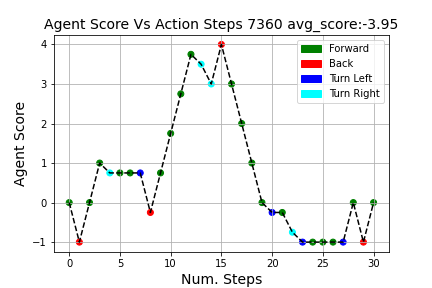 Agent Score Vs Action Steps 7360 avg_score:-3.95
4
3
2
1
0
−1
Agent Score
Forward
Back
Turn Left
Turn Right
0 5 10 15 20 25 30
Num. Steps